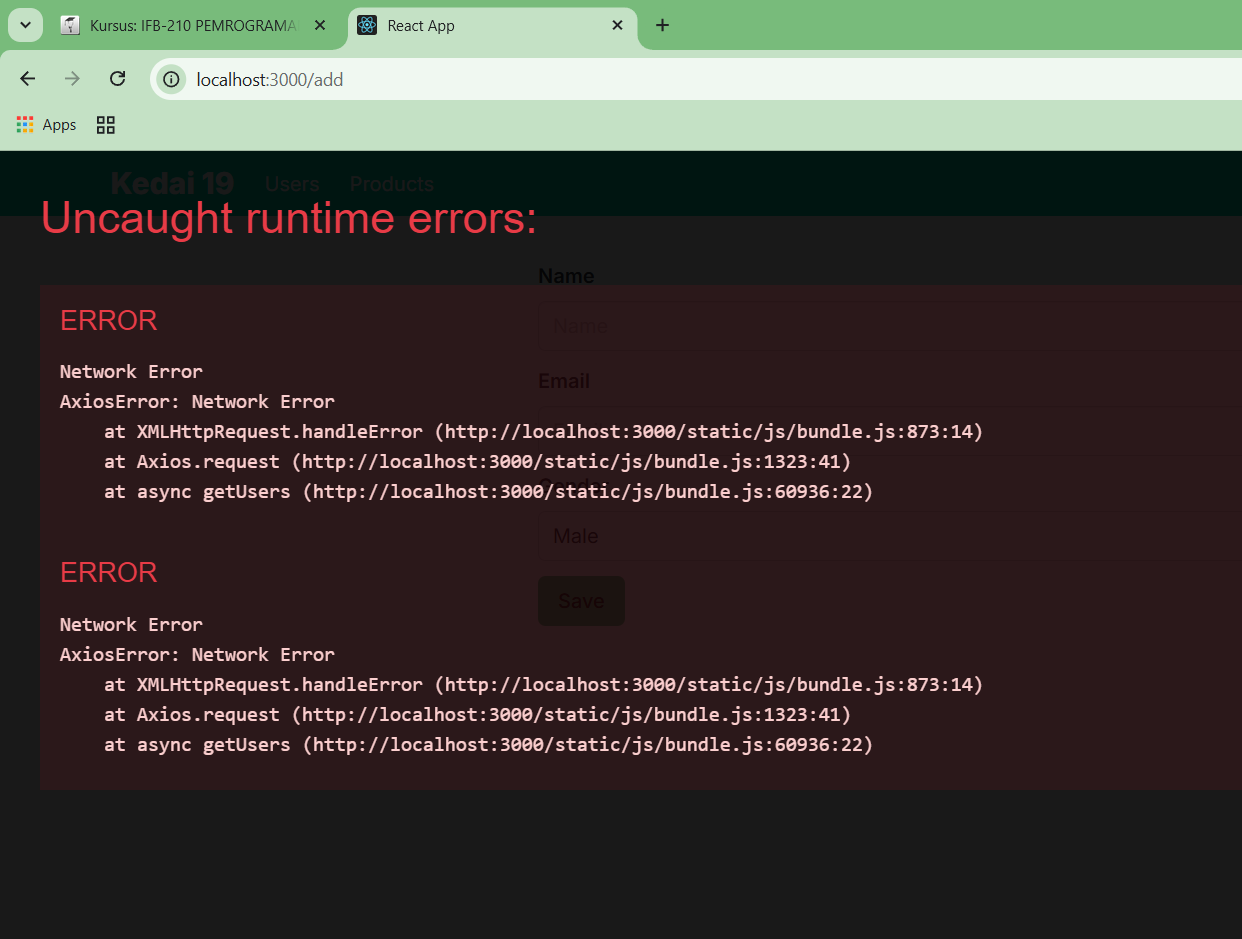 Kursus: IFB-210 PEMROGRAMA
React App
localhost:3000/add
Apps
Kedai 19 Users Products
Uncaught runtime errors:
Name
ERROR
Name
Network Error
Email
AxiosError: Network Error
at XMLHttpRequest.handleError (http://localhost:3000/static/js/bundle.js:873:14)
at Axios.request (http://localhost:3000/static/js/bundle.js:1323:41)
at async getUsers (http://localhost:3000/static/js/bundle.js:60936:22)
Male
ERROR
Save
Network Error
AxiosError: Network Error
at XMLHttpRequest.handleError (http://localhost:3000/static/js/bundle.js:873:14)
at Axios.request (http://localhost:3000/static/js/bundle.js:1323:41)
at async getUsers (http://localhost:3000/static/js/bundle.js:60936:22)